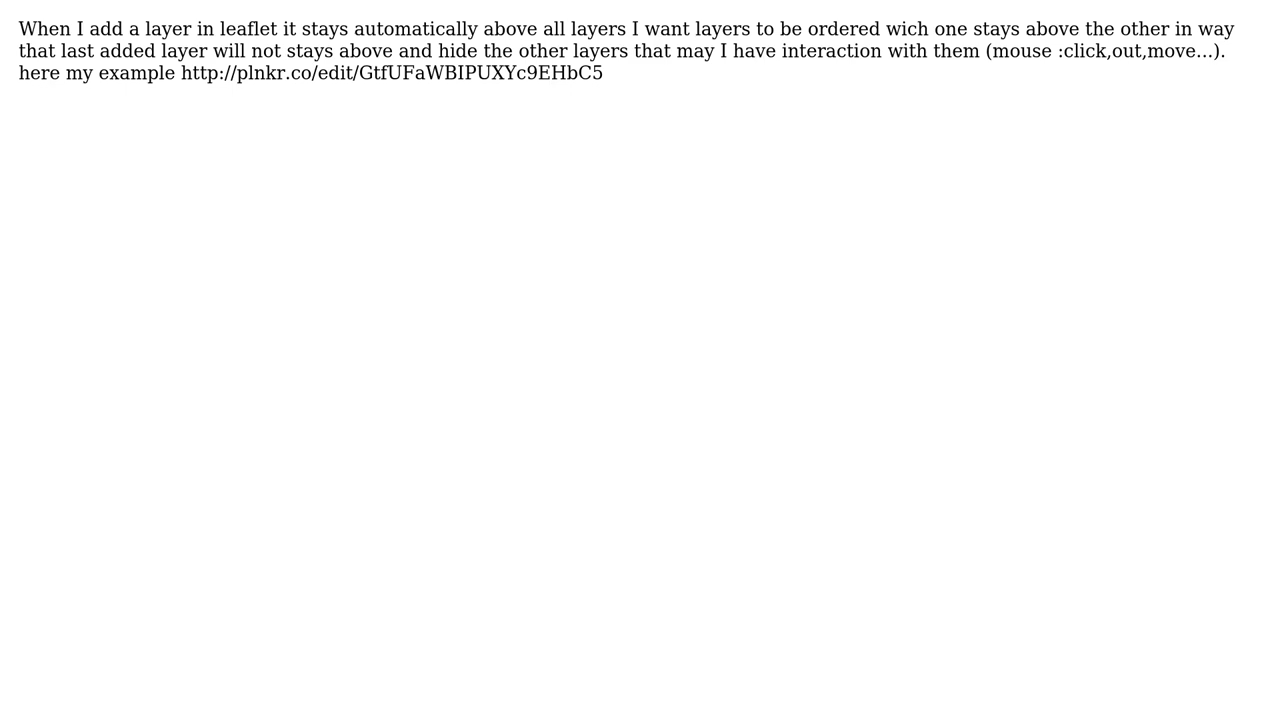 When I add a layer in leaflet it stays automatically above all layers I want layers to be ordered wich one stays above the other in way
that last added layer will not stays above and hide the other layers that may I have interaction with them (mouse :click,out,move...).
here my example http://plnkr.co/edit/GtfUFaWBIPUXYc9EHbC5